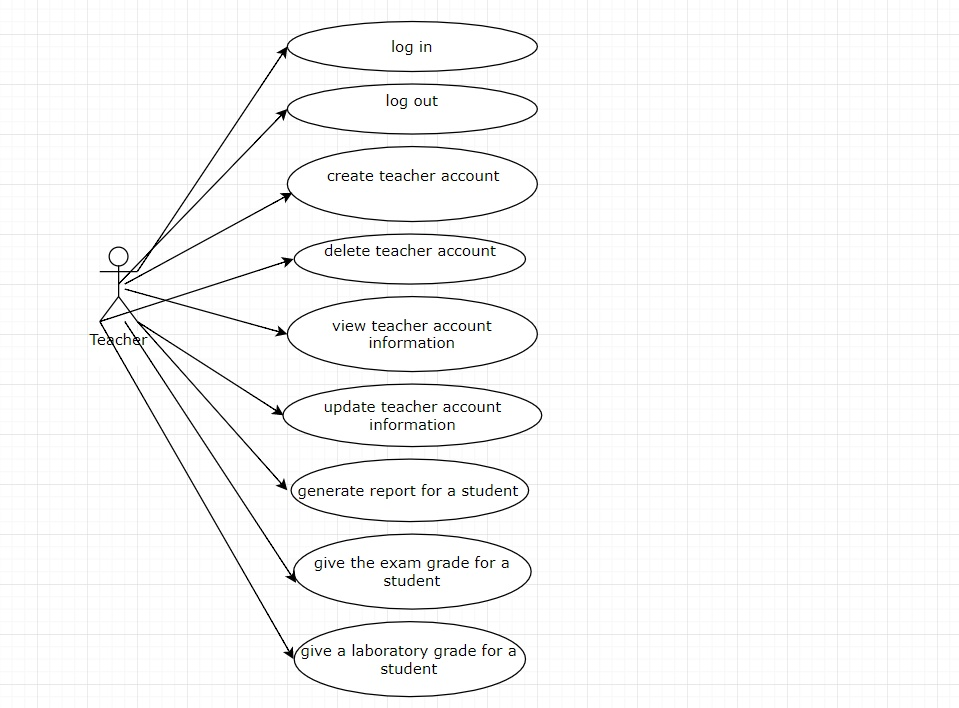 log in
log out
create teacher account
delete teacher account
view teacher account
information
Teacher
update teacher account
information
generate report for a student
give the exam grade for a
student
give a laboratory grade for a
student